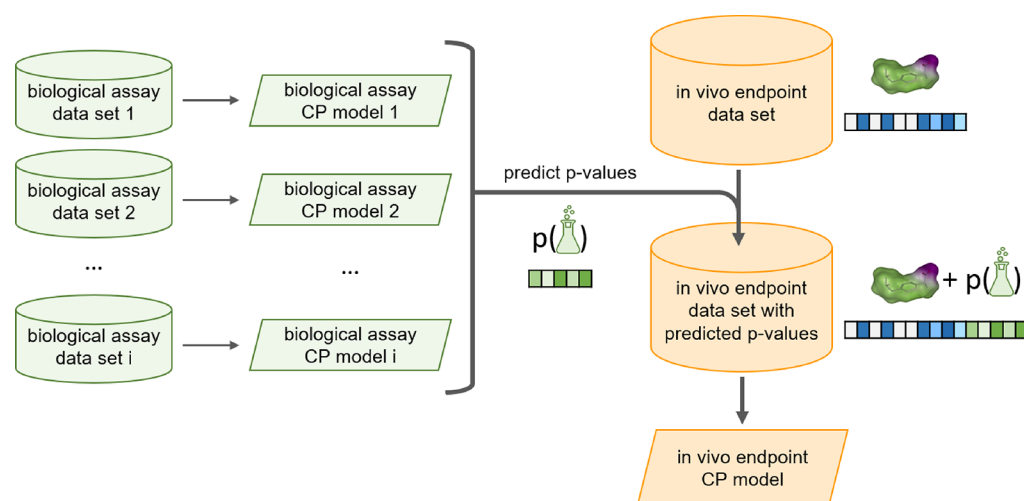 biological assay
data set 1
biological assay
CP model 1
biological assay
data set 2
biological assay
CP model 2
...
...
biological assay
data set i
biological assay
CP model i
predict p-values
p( )
in vivo endpoint
data set
in vivo endpoint
data set with
predicted p-values
+ p( )
in vivo endpoint
CP model